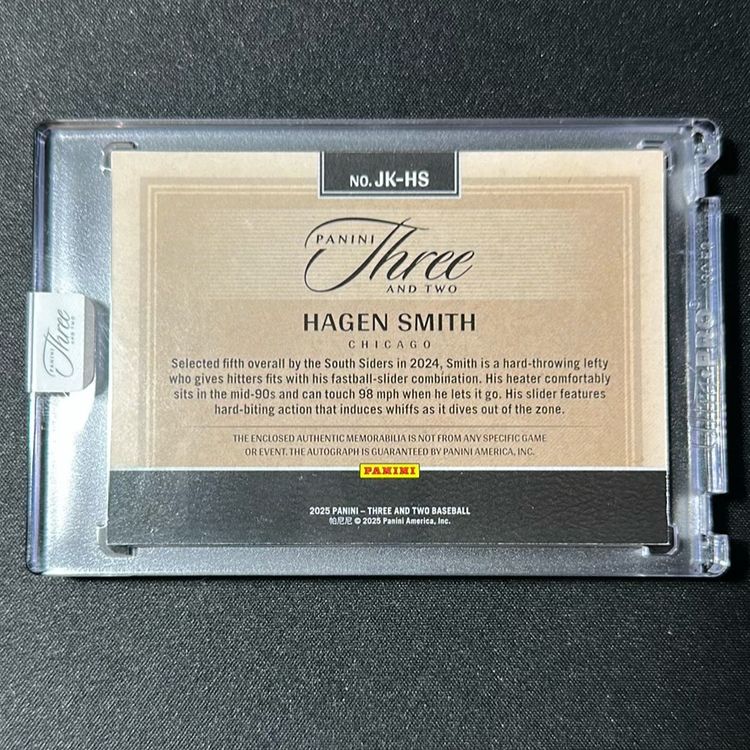 NO. JK-HS
PANINI
Three
AND TWO
HAGEN SMITH
CHICAGO
Selected fifth overall by the South Siders in 2024, Smith is a hard-throwing lefty
who gives hitters fits with his fastball-slider combination. His heater comfortably
sits in the mid-90s and can touch 98 mph when he lets it go. His slider features
hard-biting action that induces whiffs as it dives out of the zone.
THE ENCLOSED AUTHENTIC MEMORABILIA IS NOT FROM ANY SPECIFIC GAME
OR EVENT. THE AUTOGRAPH IS GUARANTEED BY PANINI AMERICA, INC.
PANINI
2025 PANINI – THREE AND TWO BASEBALL
帕尼尼 © 2025 Panini America, Inc.
PANINI
Three
AND TWO